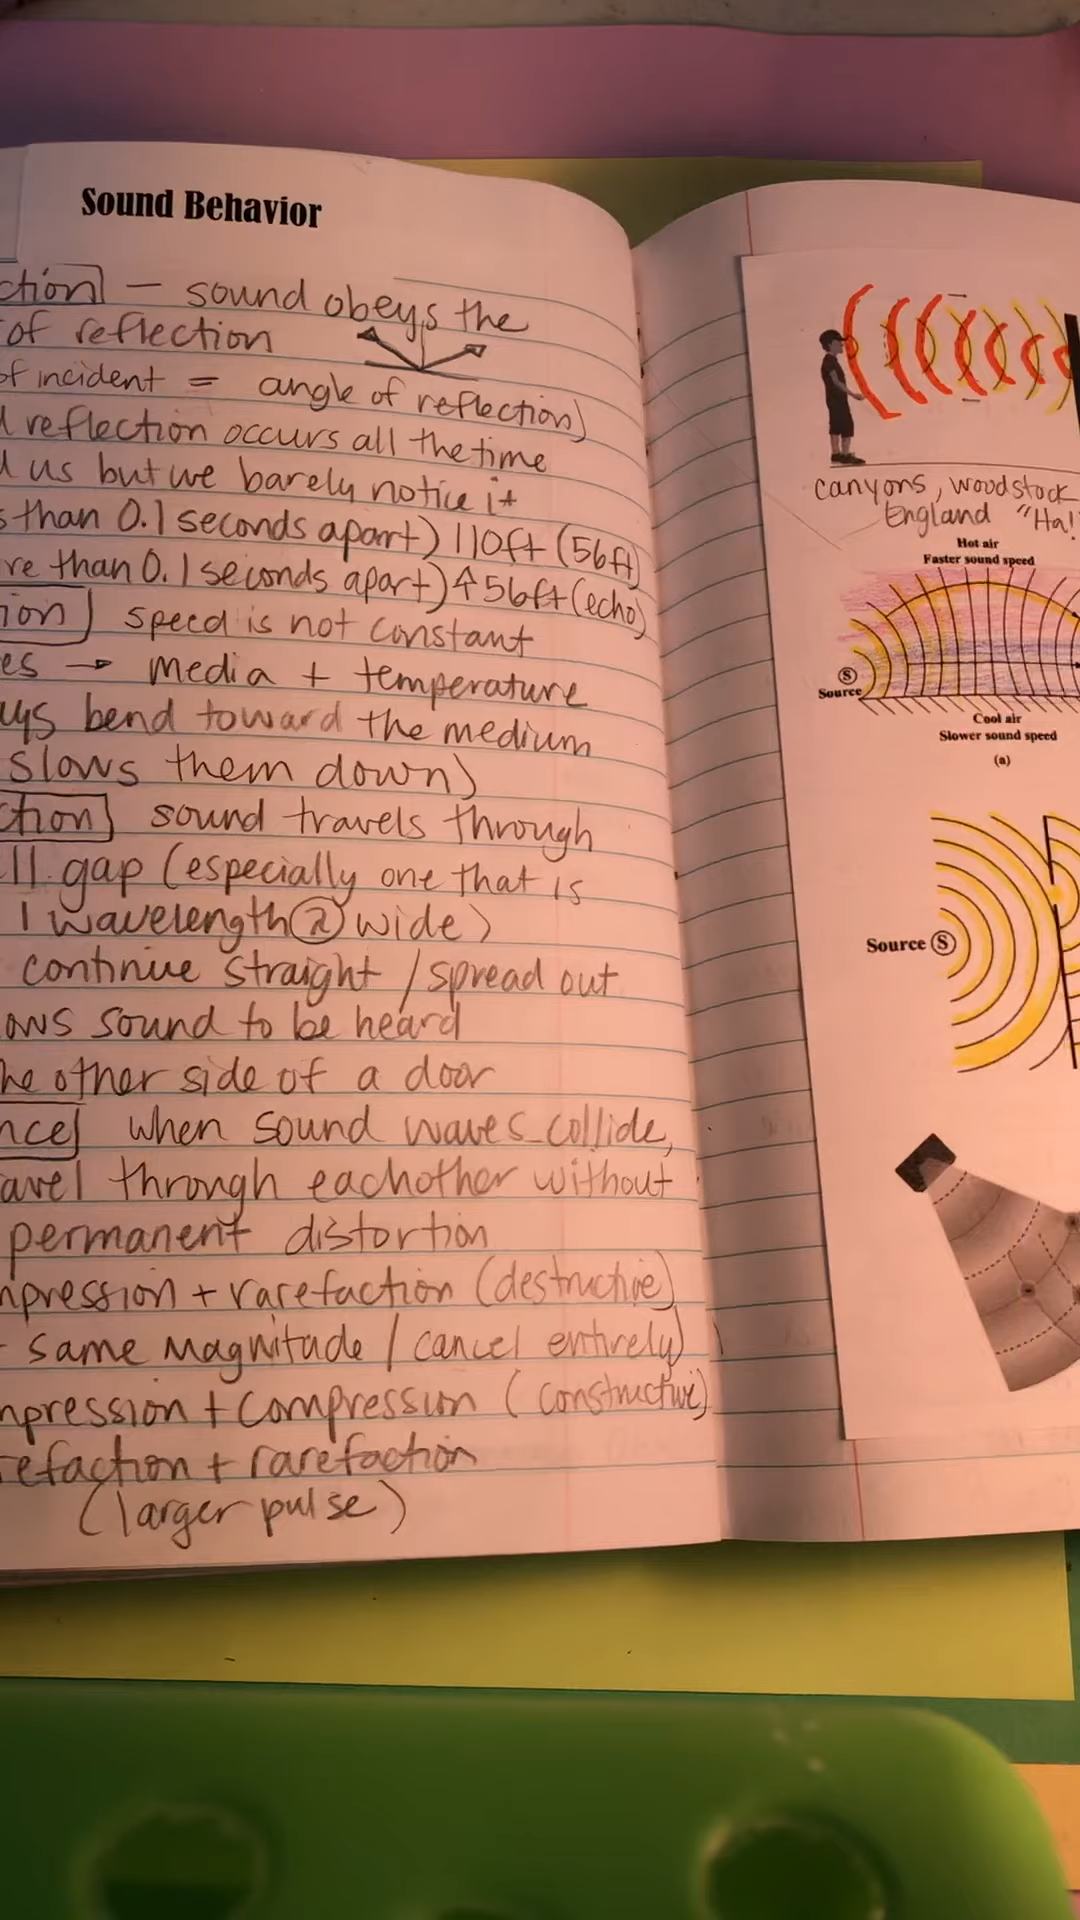 Sound Behavior
ction — sound obeys the
of reflection
of incident = angle of reflection)
d reflection occurs all the time
d us but we barely notice it
s than 0.1 seconds apart) 110ft (56ft)
re than 0.1 seconds apart) ↑56ft (echo)
ion speed is not constant
es → media + temperature
ays bend toward the medium
slows them down)
ction sound travels through
ll gap (especially one that is
1 wavelength λ wide)
continue straight / spread out
ows sound to be heard
he other side of a door
nce when sound waves collide,
avel through eachother without
permanent distortion
mpression + rarefaction (destructive)
- same magnitude / cancel entirely)
mpression + compression (constructive)
refaction + rarefaction
(larger pulse)
canyons, woodstock
England "Ha!
Hot air
Faster sound speed
S
Source
Cool air
Slower sound speed
(a)
Source S